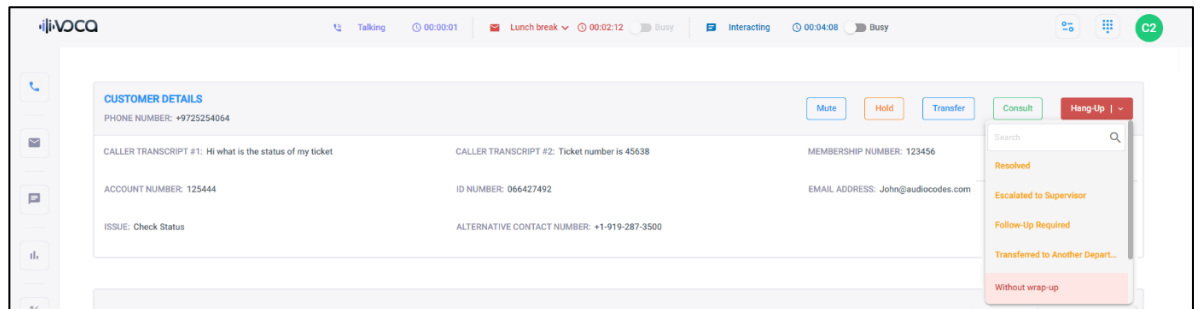 VOCA
Talking 00:00:01 Lunch break 00:02:12 Busy Interacting 00:04:08 Busy C2
CUSTOMER DETAILS
PHONE NUMBER: +9725254064
Mute Hold Transfer Consult Hang-Up |
CALLER TRANSCRIPT #1: Hi what is the status of my ticket CALLER TRANSCRIPT #2: Ticket number is 45638 MEMBERSHIP NUMBER: 123456
ACCOUNT NUMBER: 125444 ID NUMBER: 066427492 EMAIL ADDRESS: John@audiocodes.com
ISSUE: Check Status ALTERNATIVE CONTACT NUMBER: +1-919-287-3500
Search
Resolved
Escalated to Supervisor
Follow-Up Required
Transferred to Another Depart...
Without wrap-up